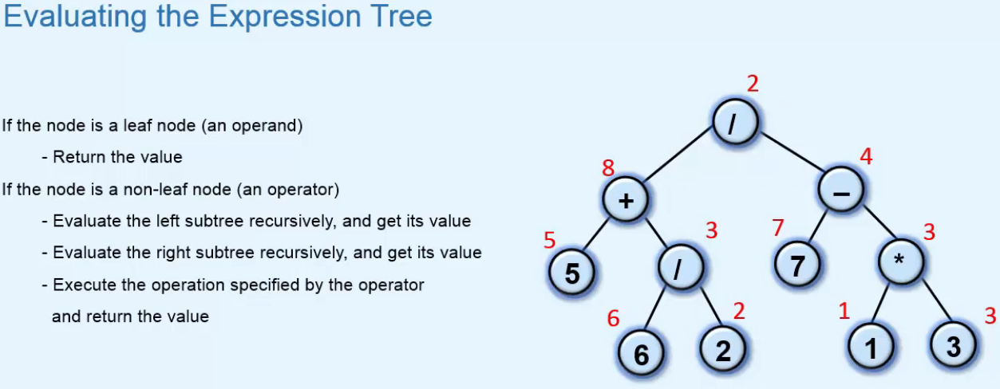 Evaluating the Expression Tree
If the node is a leaf node (an operand)
- Return the value
If the node is a non-leaf node (an operator)
- Evaluate the left subtree recursively, and get its value
- Evaluate the right subtree recursively, and get its value
- Execute the operation specified by the operator
and return the value
2
/
8
+
4
–
5
5
3
/
7
7
3
*
6
6
2
2
1
1
3
3